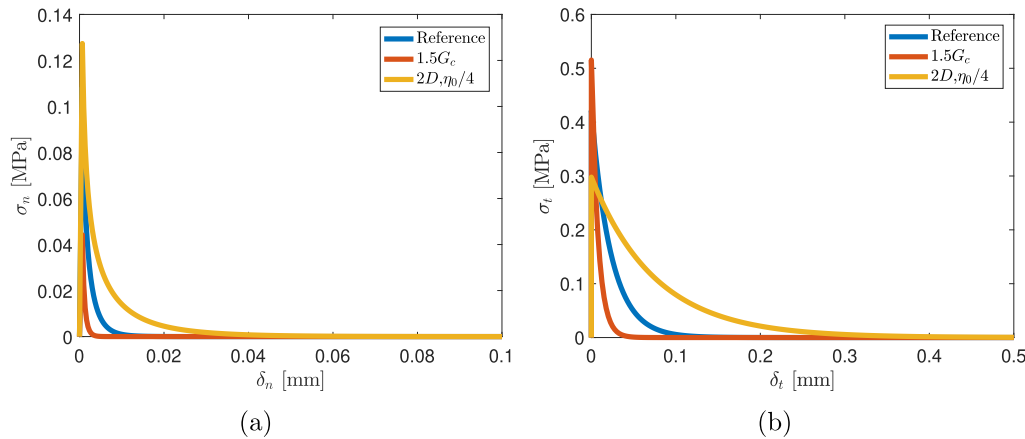 0.14
0.12
0.1
0.08
0.06
0.04
0.02
0
σn [MPa]
0
0.02
0.04
0.06
0.08
0.1
δn [mm]
Reference
1.5Gc
2D,η0/4
(a)
0.6
0.5
0.4
0.3
0.2
0.1
0
σt [MPa]
0
0.1
0.2
0.3
0.4
0.5
δt [mm]
Reference
1.5Gc
2D,η0/4
(b)